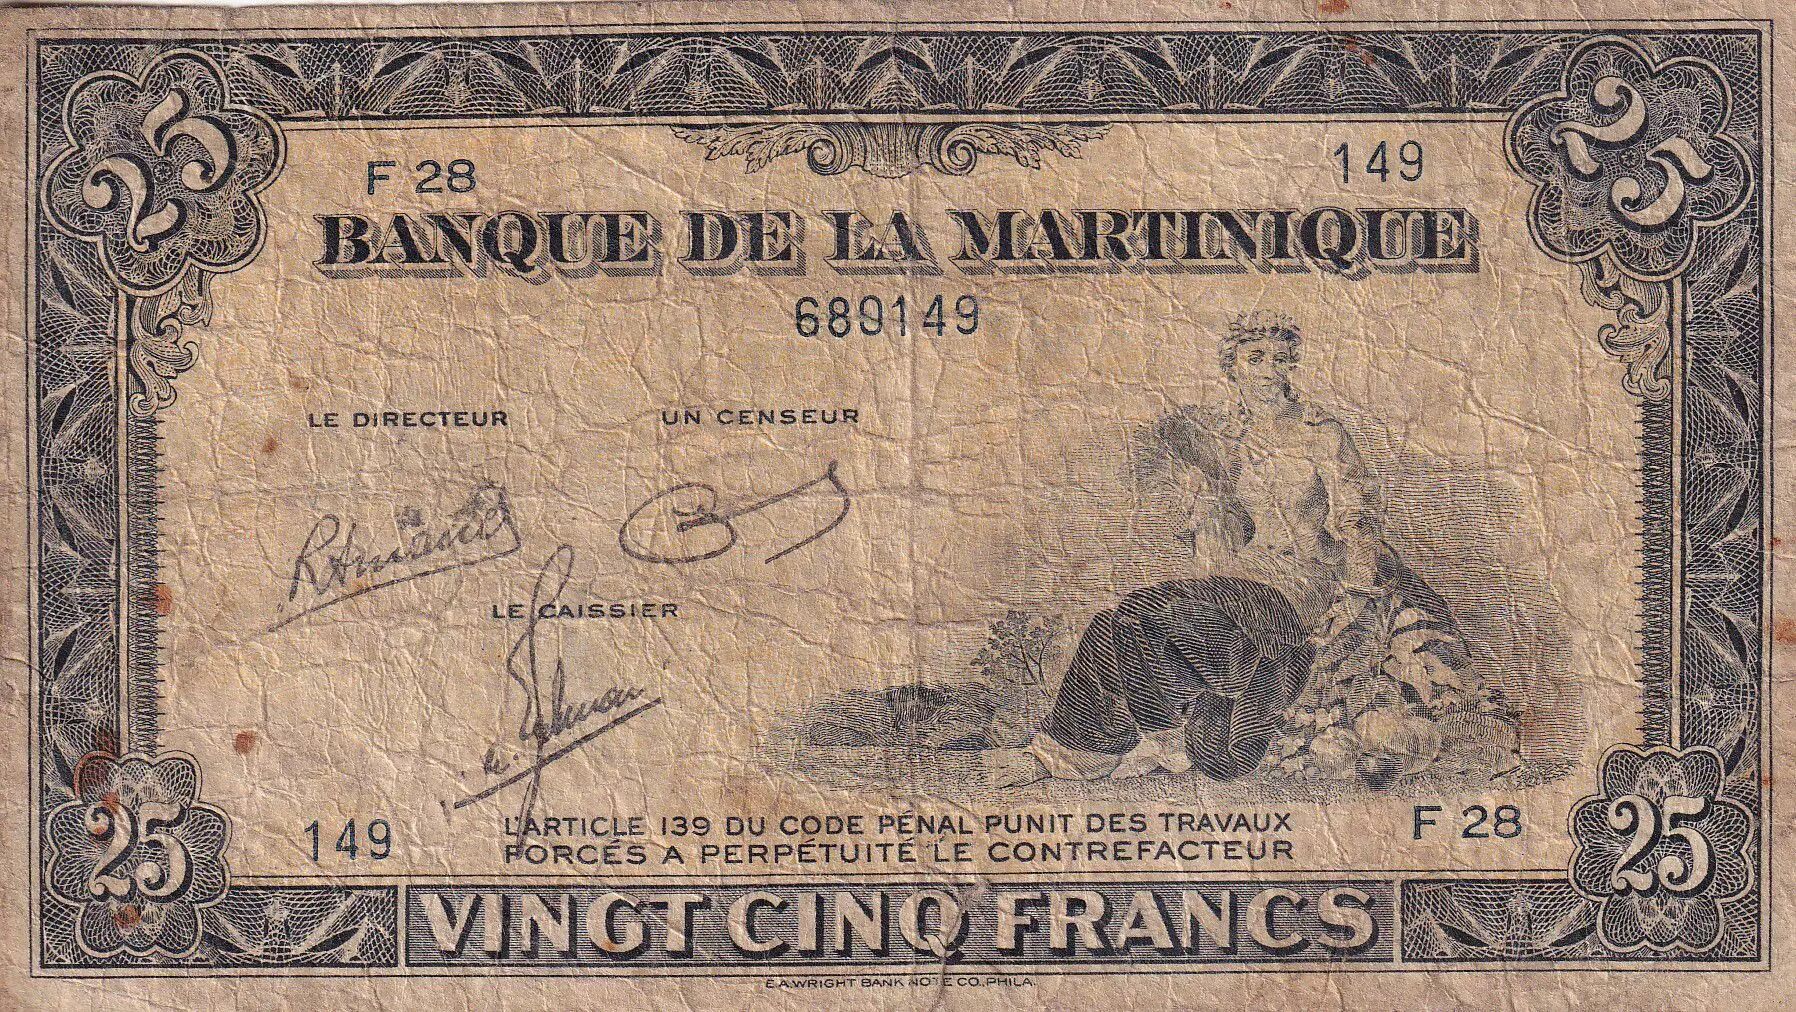 25 25
F 28 149
BANQUE DE LA MARTINIQUE
689149
LE DIRECTEUR UN CENSEUR
LE CAISSIER
149 F 28
L'ARTICLE 139 DU CODE PÉNAL PUNIT DES TRAVAUX
FORCÉS A PERPÉTUITÉ LE CONTREFACTEUR
25 25
VINGT CINQ FRANCS
E.A.WRIGHT BANK NOTE CO.,PHILA.